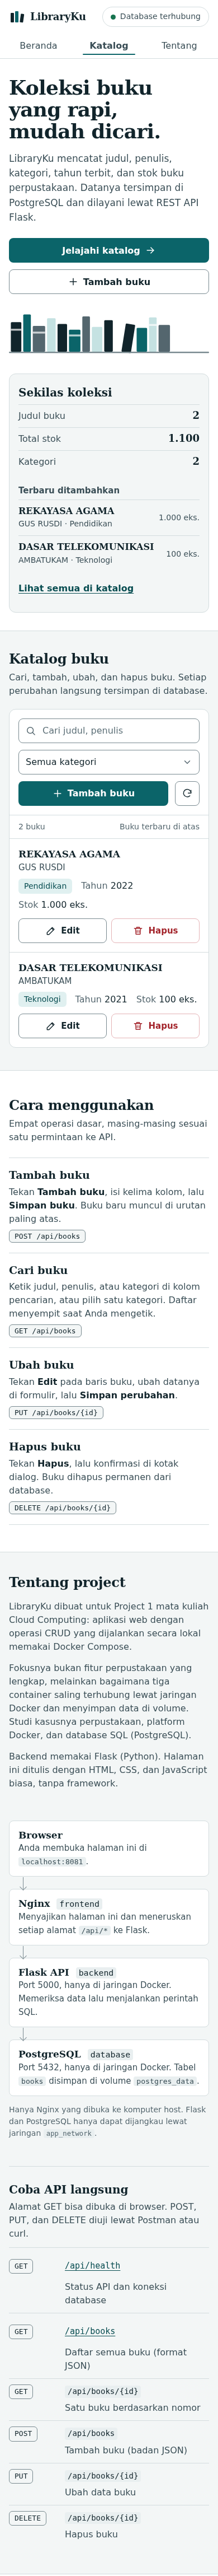 LibraryKu
Database terhubung
Beranda
Katalog
Tentang
Koleksi buku
yang rapi,
mudah dicari.
LibraryKu mencatat judul, penulis,
kategori, tahun terbit, dan stok buku
perpustakaan. Datanya tersimpan di
PostgreSQL dan dilayani lewat REST API
Flask.
Jelajahi katalog →
+ Tambah buku
Sekilas koleksi
Judul buku 2
Total stok 1.100
Kategori 2
Terbaru ditambahkan
REKAYASA AGAMA
GUS RUSDI · Pendidikan
1.000 eks.
DASAR TELEKOMUNIKASI
AMBATUKAM · Teknologi
100 eks.
Lihat semua di katalog
Katalog buku
Cari, tambah, ubah, dan hapus buku. Setiap
perubahan langsung tersimpan di database.
Cari judul, penulis
Semua kategori
+ Tambah buku
2 buku
Buku terbaru di atas
REKAYASA AGAMA
GUS RUSDI
Pendidikan Tahun 2022
Stok 1.000 eks.
Edit
Hapus
DASAR TELEKOMUNIKASI
AMBATUKAM
Teknologi Tahun 2021 Stok 100 eks.
Edit
Hapus
Cara menggunakan
Empat operasi dasar, masing-masing sesuai
satu permintaan ke API.
Tambah buku
Tekan Tambah buku, isi kelima kolom, lalu
Simpan buku. Buku baru muncul di urutan
paling atas.
POST /api/books
Cari buku
Ketik judul, penulis, atau kategori di kolom
pencarian, atau pilih satu kategori. Daftar
menyempit saat Anda mengetik.
GET /api/books
Ubah buku
Tekan Edit pada baris buku, ubah datanya
di formulir, lalu Simpan perubahan.
PUT /api/books/{id}
Hapus buku
Tekan Hapus, lalu konfirmasi di kotak
dialog. Buku dihapus permanen dari
database.
DELETE /api/books/{id}
Tentang project
LibraryKu dibuat untuk Project 1 mata kuliah
Cloud Computing: aplikasi web dengan
operasi CRUD yang dijalankan secara lokal
memakai Docker Compose.
Fokusnya bukan fitur perpustakaan yang
lengkap, melainkan bagaimana tiga
container saling terhubung lewat jaringan
Docker dan menyimpan data di volume.
Studi kasusnya perpustakaan, platform
Docker, dan database SQL (PostgreSQL).
Backend memakai Flask (Python). Halaman
ini ditulis dengan HTML, CSS, dan JavaScript
biasa, tanpa framework.
Browser
Anda membuka halaman ini di
localhost:8081.
Nginx frontend
Menyajikan halaman ini dan meneruskan
setiap alamat /api/* ke Flask.
Flask API backend
Port 5000, hanya di jaringan Docker.
Memeriksa data lalu menjalankan perintah
SQL.
PostgreSQL database
Port 5432, hanya di jaringan Docker. Tabel
books disimpan di volume postgres_data.
Hanya Nginx yang dibuka ke komputer host. Flask
dan PostgreSQL hanya dapat dijangkau lewat
jaringan app_network.
Coba API langsung
Alamat GET bisa dibuka di browser. POST,
PUT, dan DELETE diuji lewat Postman atau
curl.
GET /api/health
Status API dan koneksi
database
GET /api/books
Daftar semua buku (format
JSON)
GET /api/books/{id}
Satu buku berdasarkan nomor
POST /api/books
Tambah buku (badan JSON)
PUT /api/books/{id}
Ubah data buku
DELETE /api/books/{id}
Hapus buku